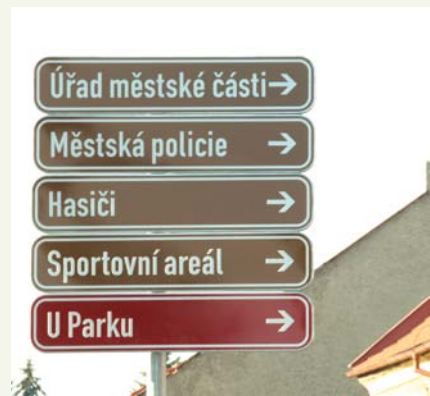 Úřad městské části→
Městská policie →
Hasiči →
Sportovní areál →
U Parku →